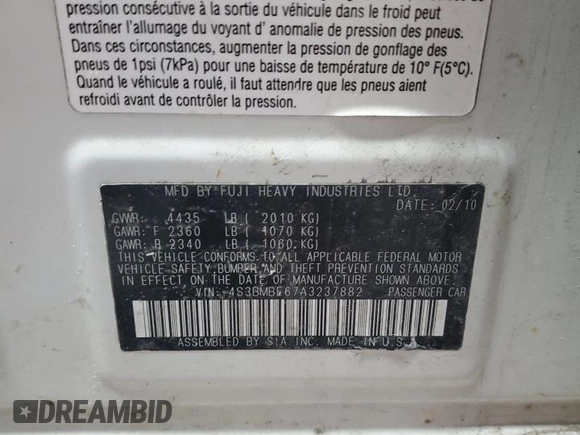 pression consécutive à la sortie du véhicule dans le froid peut
entraîner l'allumage du voyant d' anomalie de pression des pneus.
Dans ces circonstances, augmenter la pression de gonflage des
pneus de 1psi (7kPa) pour une baisse de température de 10° F(5°C).
Quand le véhicule a roulé, il faut attendre que les pneus aient
refroidi avant de contrôler la pression.
MFD BY FUJI HEAVY INDUSTRIES LTD.
DATE: 02/10
GVWR: 4435 LB ( 2010 KG)
GAWR: F 2360 LB ( 4070 KG)
GAWR: R 2340 LB ( 4060 KG)
THIS VEHICLE CONFORMS TO ALL APPLICABLE FEDERAL MOTOR
VEHICLE SAFETY,BUMPER,AND THEFT PREVENTION STANDARDS
IN EFFECT ON THE DATE OF MANUFACTURE SHOWN ABOVE.
VIN: 4S3BMBF67A3237882 PASSENGER CAR
ASSEMBLED BY S.I.A.INC. MADE IN U.S.A
DREAMBID